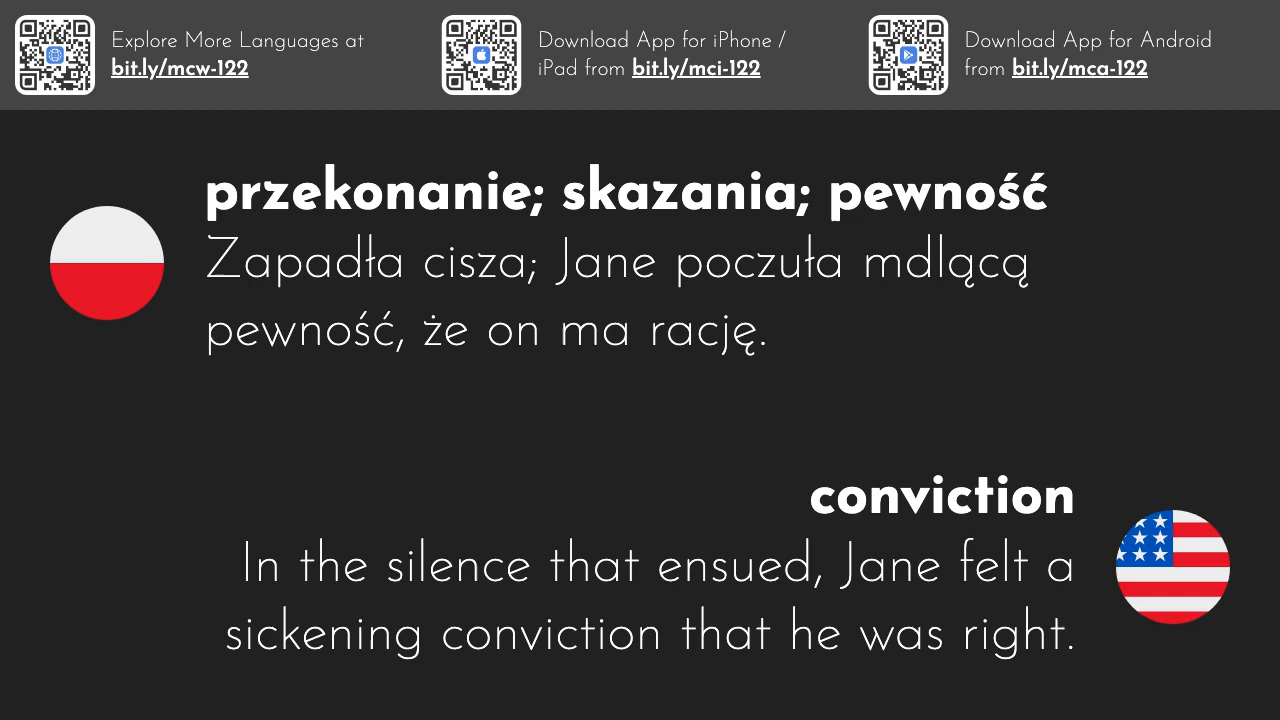 Explore More Languages at
bit.ly/mcw-122
Download App for iPhone /
iPad from bit.ly/mci-122
Download App for Android
from bit.ly/mca-122
przekonanie; skazania; pewność
Zapadła cisza; Jane poczuła mdlącą
pewność, że on ma rację.
conviction
In the silence that ensued, Jane felt a
sickening conviction that he was right.